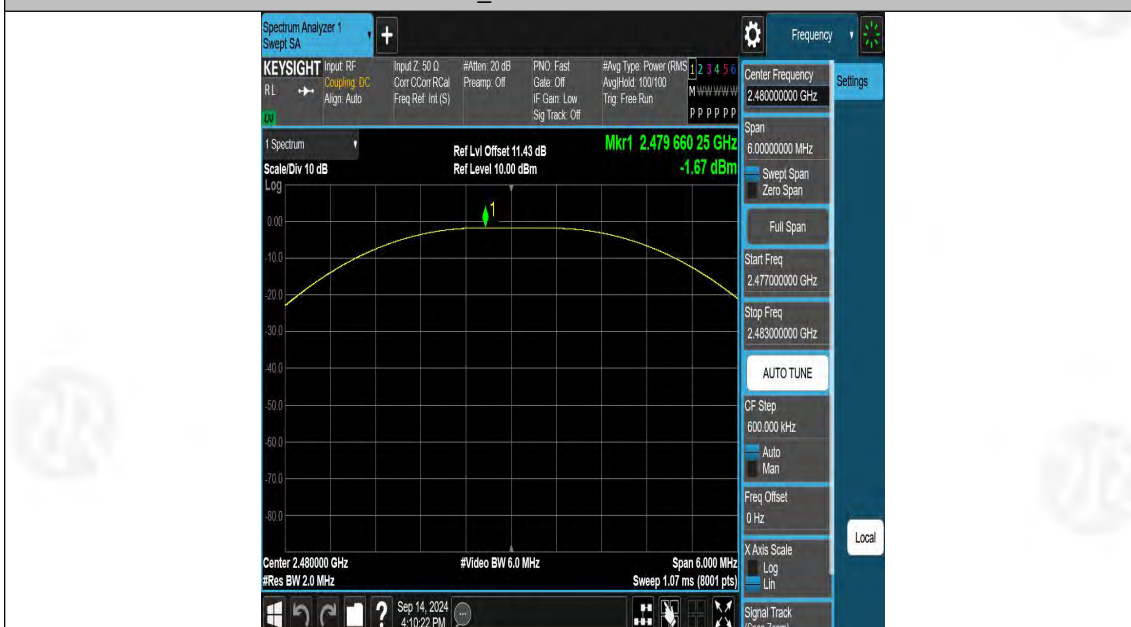 Spectrum Analyzer 1
Swept SA
Frequency
KEYSIGHT
RL
Input: RF
Coupling: DC
Align: Auto
Input Z: 50 Ω
Corr CCorr RCal
Freq Ref: Int (S)
#Atten: 20 dB
Preamp: Off
PNO: Fast
Gate: Off
IF Gain: Low
Sig Track: Off
#Avg Type: Power (RMS
Avg|Hold: 100/100
Trig: Free Run
1 2 3 4 5 6
M W W W W W
P P P P P P
Center Frequency
2.480000000 GHz
Settings
1 Spectrum
Scale/Div 10 dB
Log
Ref Lvl Offset 11.43 dB
Ref Level 10.00 dBm
Mkr1 2.479 660 25 GHz
-1.67 dBm
Span
6.00000000 MHz
Swept Span
Zero Span
Full Span
Start Freq
2.477000000 GHz
Stop Freq
2.483000000 GHz
AUTO TUNE
CF Step
600.000 kHz
Auto
Man
Freq Offset
0 Hz
X Axis Scale
Log
Lin
Local
Signal Track
(Span Zoom)
1
0.00
-10.0
-20.0
-30.0
-40.0
-50.0
-60.0
-70.0
-80.0
Center 2.480000 GHz
#Res BW 2.0 MHz
#Video BW 6.0 MHz
Span 6.000 MHz
Sweep 1.07 ms (8001 pts)
?
Sep 14, 2024
4:10:22 PM